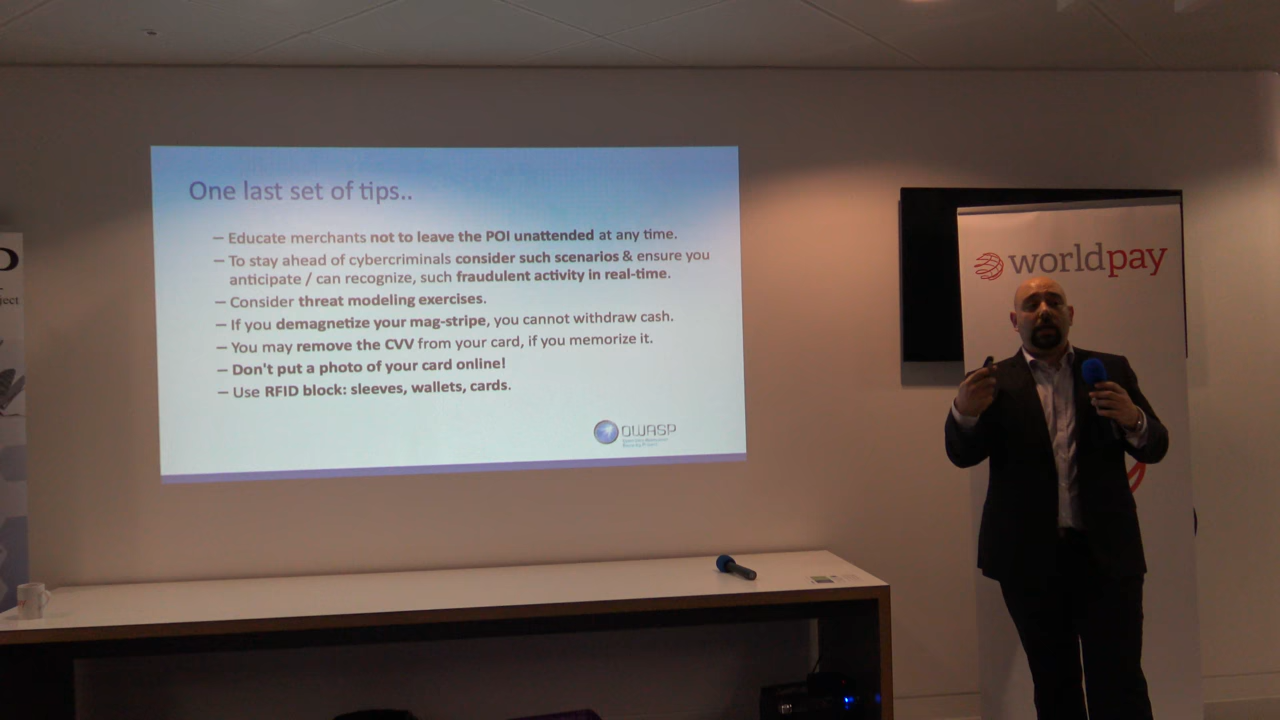 One last set of tips..
– Educate merchants not to leave the POI unattended at any time.
– To stay ahead of cybercriminals consider such scenarios & ensure you
anticipate / can recognize, such fraudulent activity in real-time.
– Consider threat modeling exercises.
– If you demagnetize your mag-stripe, you cannot withdraw cash.
– You may remove the CVV from your card, if you memorize it.
– Don't put a photo of your card online!
– Use RFID block: sleeves, wallets, cards.
OWASP
worldpay